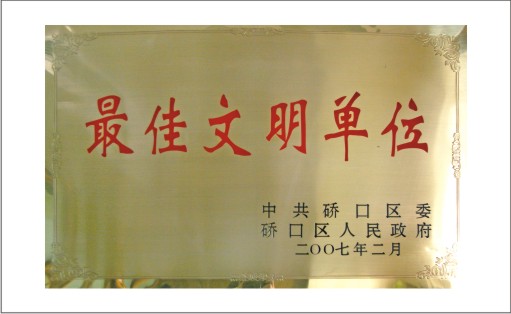 最佳文明单位
中共硚口区委
硚口区人民政府
二〇〇七年二月